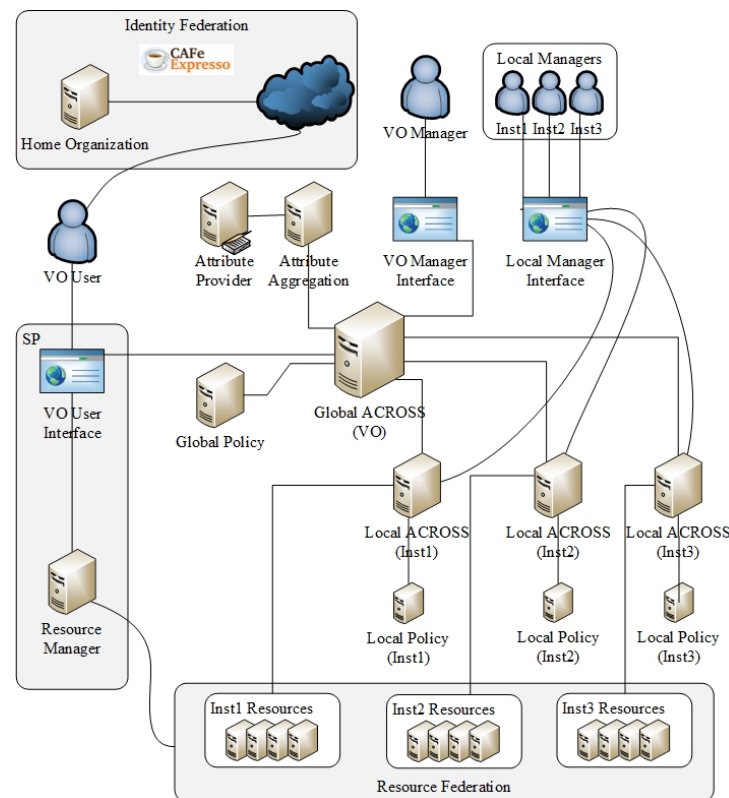 Identity Federation
CAFe
Expresso
Home Organization
Local Managers
Inst1 Inst2 Inst3
VO Manager
VO User
Attribute
Provider
Attribute
Aggregation
VO Manager
Interface
Local Manager
Interface
SP
VO User
Interface
Global Policy
Global ACROSS
(VO)
Local ACROSS
(Inst1)
Local ACROSS
(Inst2)
Local ACROSS
(Inst3)
Resource
Manager
Local Policy
(Inst1)
Local Policy
(Inst2)
Local Policy
(Inst3)
Inst1 Resources
Inst2 Resources
Inst3 Resources
Resource Federation